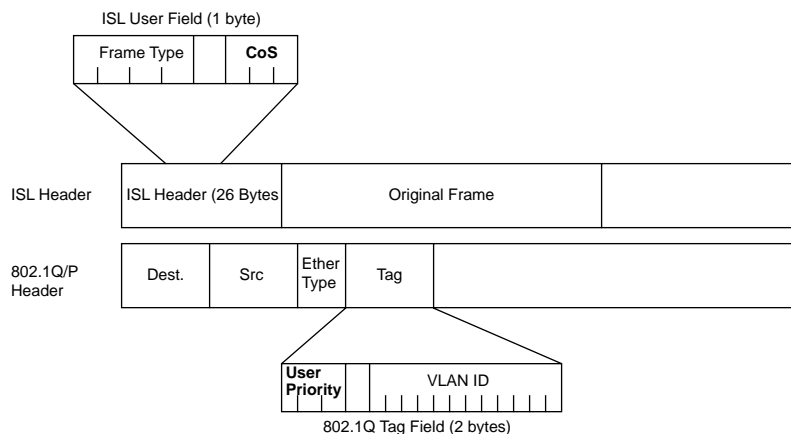 ISL User Field (1 byte)
Frame Type CoS
ISL Header
ISL Header (26 Bytes
Original Frame
802.1Q/P
Header
Dest.
Src
Ether
Type
Tag
User
Priority
VLAN ID
802.1Q Tag Field (2 bytes)